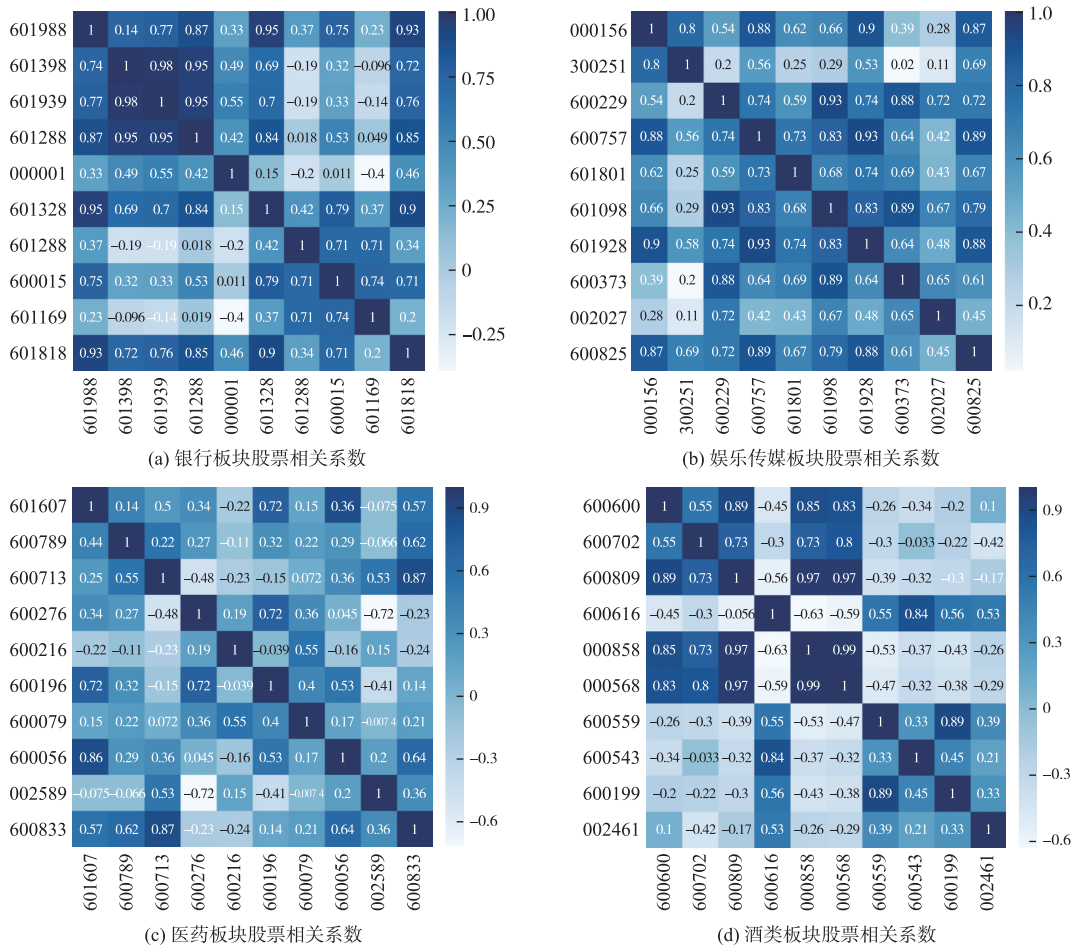 601988 1 0.14 0.77 0.87 0.33 0.95 0.37 0.75 0.23 0.93
601398 0.74 1 0.98 0.95 0.49 0.69 −0.19 0.32 −0.096 0.72
601939 0.77 0.98 1 0.95 0.55 0.7 −0.19 0.33 −0.14 0.76
601288 0.87 0.95 0.95 1 0.42 0.84 0.018 0.53 0.049 0.85
000001 0.33 0.49 0.55 0.42 1 0.15 −0.2 0.011 −0.4 0.46
601328 0.95 0.69 0.7 0.84 0.15 1 0.42 0.79 0.37 0.9
601288 0.37 −0.19 −0.19 0.018 −0.2 0.42 1 0.71 0.71 0.34
600015 0.75 0.32 0.33 0.53 0.011 0.79 0.71 1 0.74 0.71
601169 0.23 −0.096 −0.14 0.019 −0.4 0.37 0.71 0.74 1 0.2
601818 0.93 0.72 0.76 0.85 0.46 0.9 0.34 0.71 0.2 1
601988 601398 601939 601288 000001 601328 601288 600015 601169 601818
1.00
0.75
0.50
0.25
0
−0.25
(a) 银行板块股票相关系数
000156 1 0.8 0.54 0.88 0.62 0.66 0.9 0.39 0.28 0.87
300251 0.8 1 0.2 0.56 0.25 0.29 0.53 0.02 0.11 0.69
600229 0.54 0.2 1 0.74 0.59 0.93 0.74 0.88 0.72 0.72
600757 0.88 0.56 0.74 1 0.73 0.83 0.93 0.64 0.42 0.89
601801 0.62 0.25 0.59 0.73 1 0.68 0.74 0.69 0.43 0.67
601098 0.66 0.29 0.93 0.83 0.68 1 0.83 0.89 0.67 0.79
601928 0.9 0.58 0.74 0.93 0.74 0.83 1 0.64 0.48 0.88
600373 0.39 0.2 0.88 0.64 0.69 0.89 0.64 1 0.65 0.61
002027 0.28 0.11 0.72 0.42 0.43 0.67 0.48 0.65 1 0.45
600825 0.87 0.69 0.72 0.89 0.67 0.79 0.88 0.61 0.45 1
000156 300251 600229 600757 601801 601098 601928 600373 002027 600825
1.0
0.8
0.6
0.4
0.2
(b) 娱乐传媒板块股票相关系数
601607 1 0.14 0.5 0.34 −0.22 0.72 0.15 0.36 −0.075 0.57
600789 0.44 1 0.22 0.27 −0.11 0.32 0.22 0.29 −0.066 0.62
600713 0.25 0.55 1 −0.48 −0.23 −0.15 0.072 0.36 0.53 0.87
600276 0.34 0.27 −0.48 1 0.19 0.72 0.36 0.045 −0.72 −0.23
600216 −0.22 −0.11 −0.23 0.19 1 −0.039 0.55 −0.16 0.15 −0.24
600196 0.72 0.32 −0.15 0.72 −0.039 1 0.4 0.53 −0.41 0.14
600079 0.15 0.22 0.072 0.36 0.55 0.4 1 0.17 −0.007 4 0.21
600056 0.86 0.29 0.36 0.045 −0.16 0.53 0.17 1 0.2 0.64
002589 −0.075 −0.066 0.53 −0.72 0.15 −0.41 −0.007 4 0.2 1 0.36
600833 0.57 0.62 0.87 −0.23 −0.24 0.14 0.21 0.64 0.36 1
601607 600789 600713 600276 600216 600196 600079 600056 002589 600833
0.9
0.6
0.3
0
−0.3
−0.6
(c) 医药板块股票相关系数
600600 1 0.55 0.89 −0.45 0.85 0.83 −0.26 −0.34 −0.2 0.1
600702 0.55 1 0.73 −0.3 0.73 0.8 −0.3 −0.033 −0.22 −0.42
600809 0.89 0.73 1 −0.56 0.97 0.97 −0.39 −0.32 −0.3 −0.17
600616 −0.45 −0.3 −0.056 1 −0.63 −0.59 0.55 0.84 0.56 0.53
000858 0.85 0.73 0.97 −0.63 1 0.99 −0.53 −0.37 −0.43 −0.26
000568 0.83 0.8 0.97 −0.59 0.99 1 −0.47 −0.32 −0.38 −0.29
600559 −0.26 −0.3 −0.39 0.55 −0.53 −0.47 1 0.33 0.89 0.39
600543 −0.34 −0.033 −0.32 0.84 −0.37 −0.32 0.33 1 0.45 0.21
600199 −0.2 −0.22 −0.3 0.56 −0.43 −0.38 0.89 0.45 1 0.33
002461 0.1 −0.42 −0.17 0.53 −0.26 −0.29 0.39 0.21 0.33 1
600600 600702 600809 600616 000858 000568 600559 600543 600199 002461
0.9
0.6
0.3
0
−0.3
−0.6
(d) 酒类板块股票相关系数